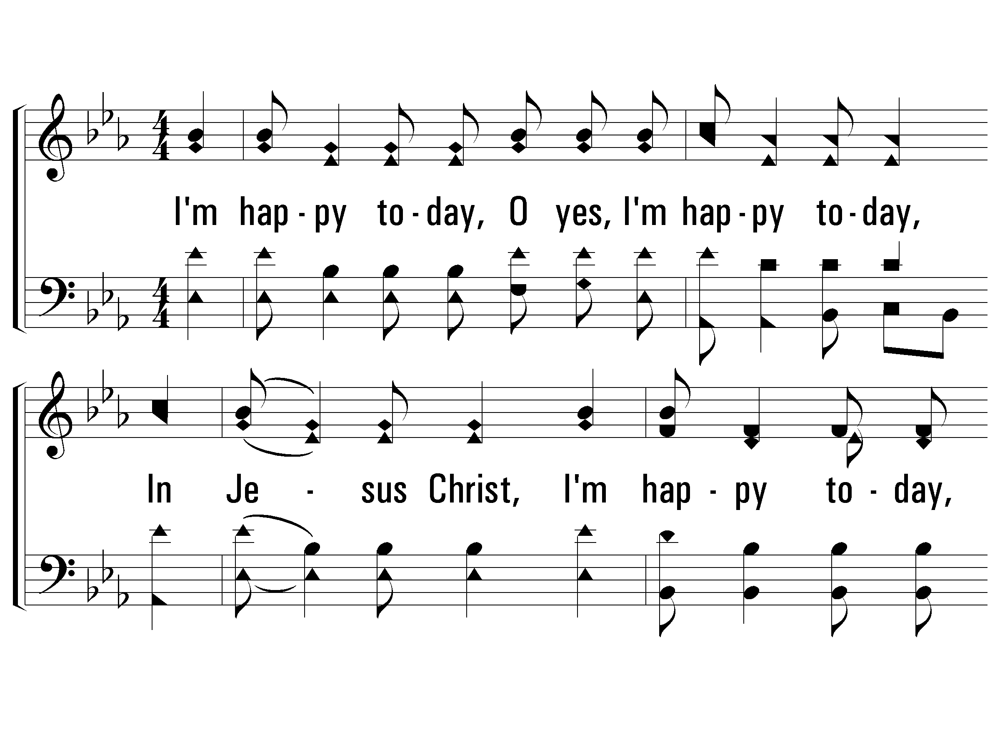 I'm hap - py to - day, O yes, I'm hap - py to - day,
In Je - sus Christ, I'm hap - py to - day,